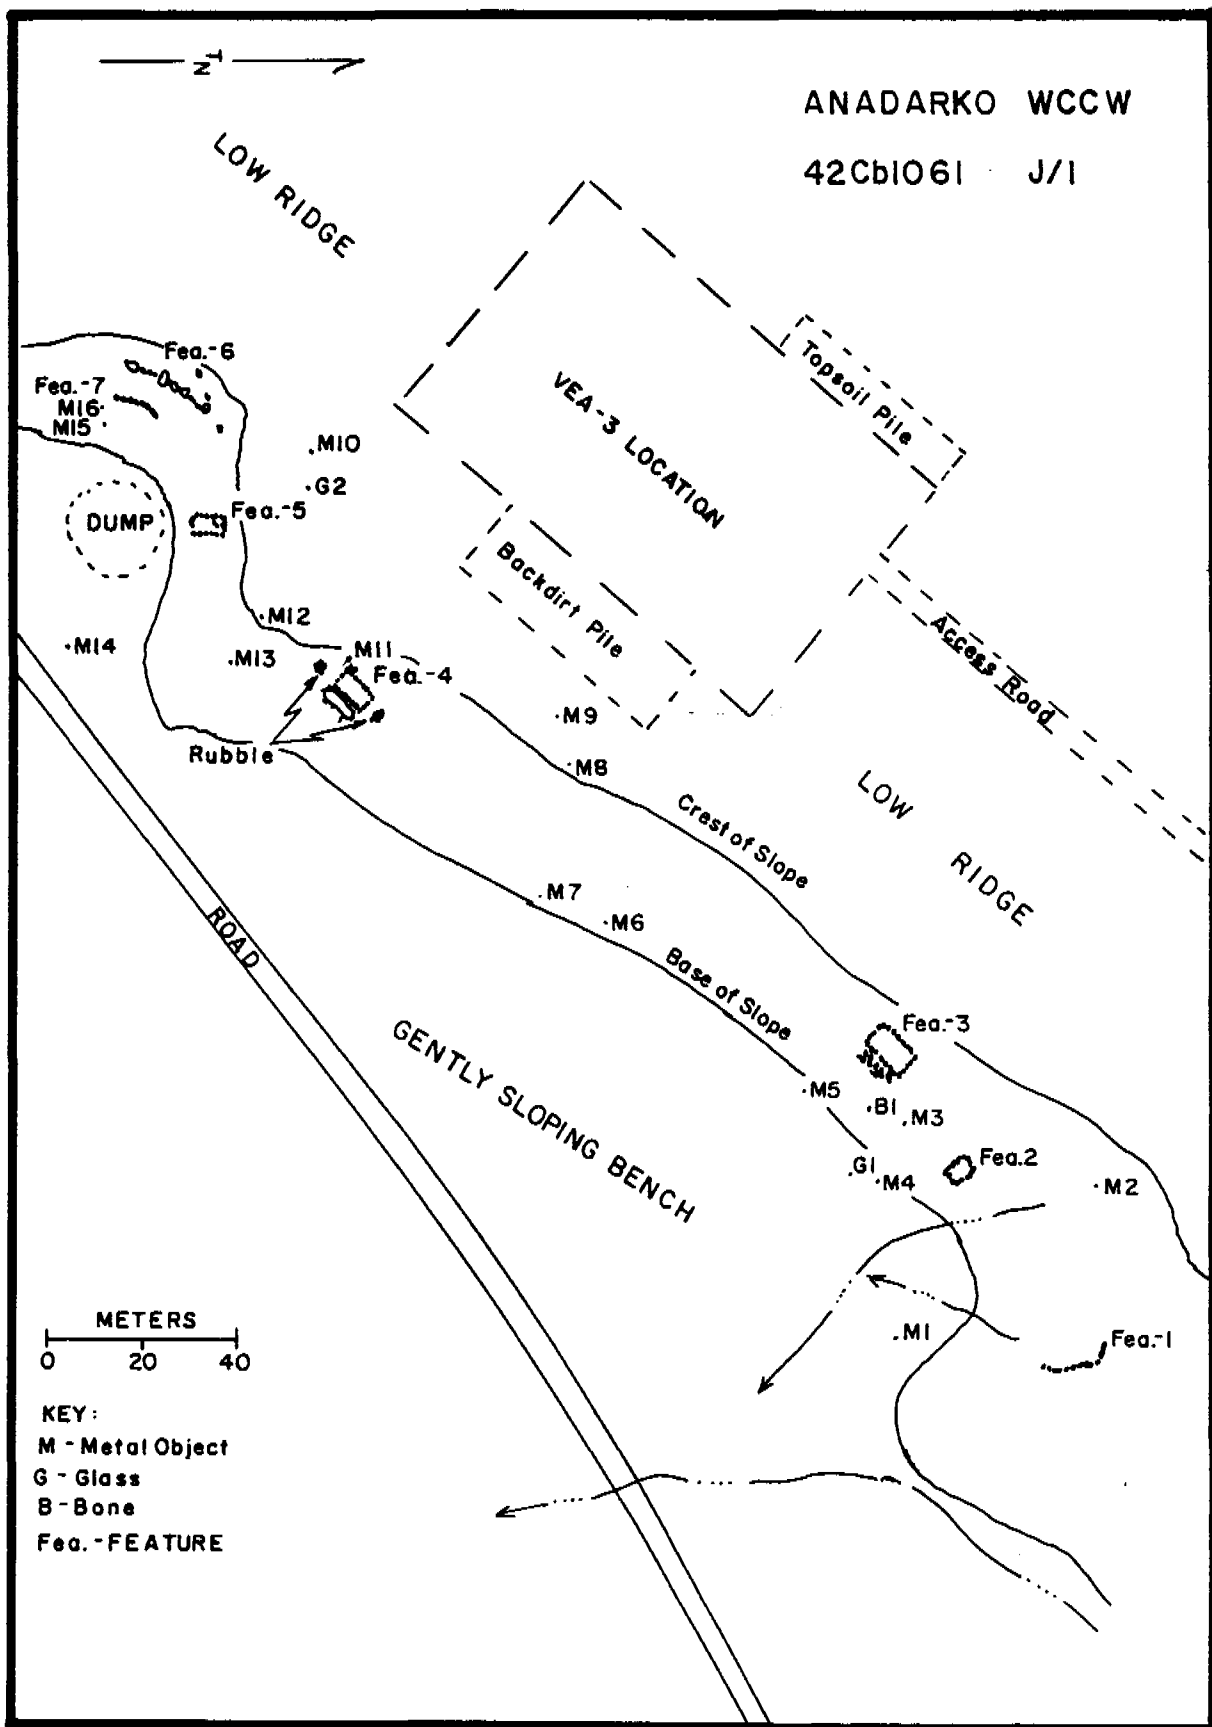 TN
ANADARKO WCCW
42Cb1061 J/1
LOW RIDGE
Topsoil Pile
Fea.-6
VEA-3 LOCATION
Fea.-7
M16
M15
M10
G2
Fea.-5
DUMP
Backdirt Pile
Access Road
M12
M14
M13
M11
Fea.-4
M9
Rubble
M8
LOW
RIDGE
Crest of Slope
M7
M6
ROAD
Base of Slope
Fea.-3
GENTLY SLOPING BENCH
M5
B1
M3
G1
M4
Fea.2
M2
METERS
0 20 40
M1
Fea.-1
KEY:
M - Metal Object
G - Glass
B - Bone
Fea. - FEATURE